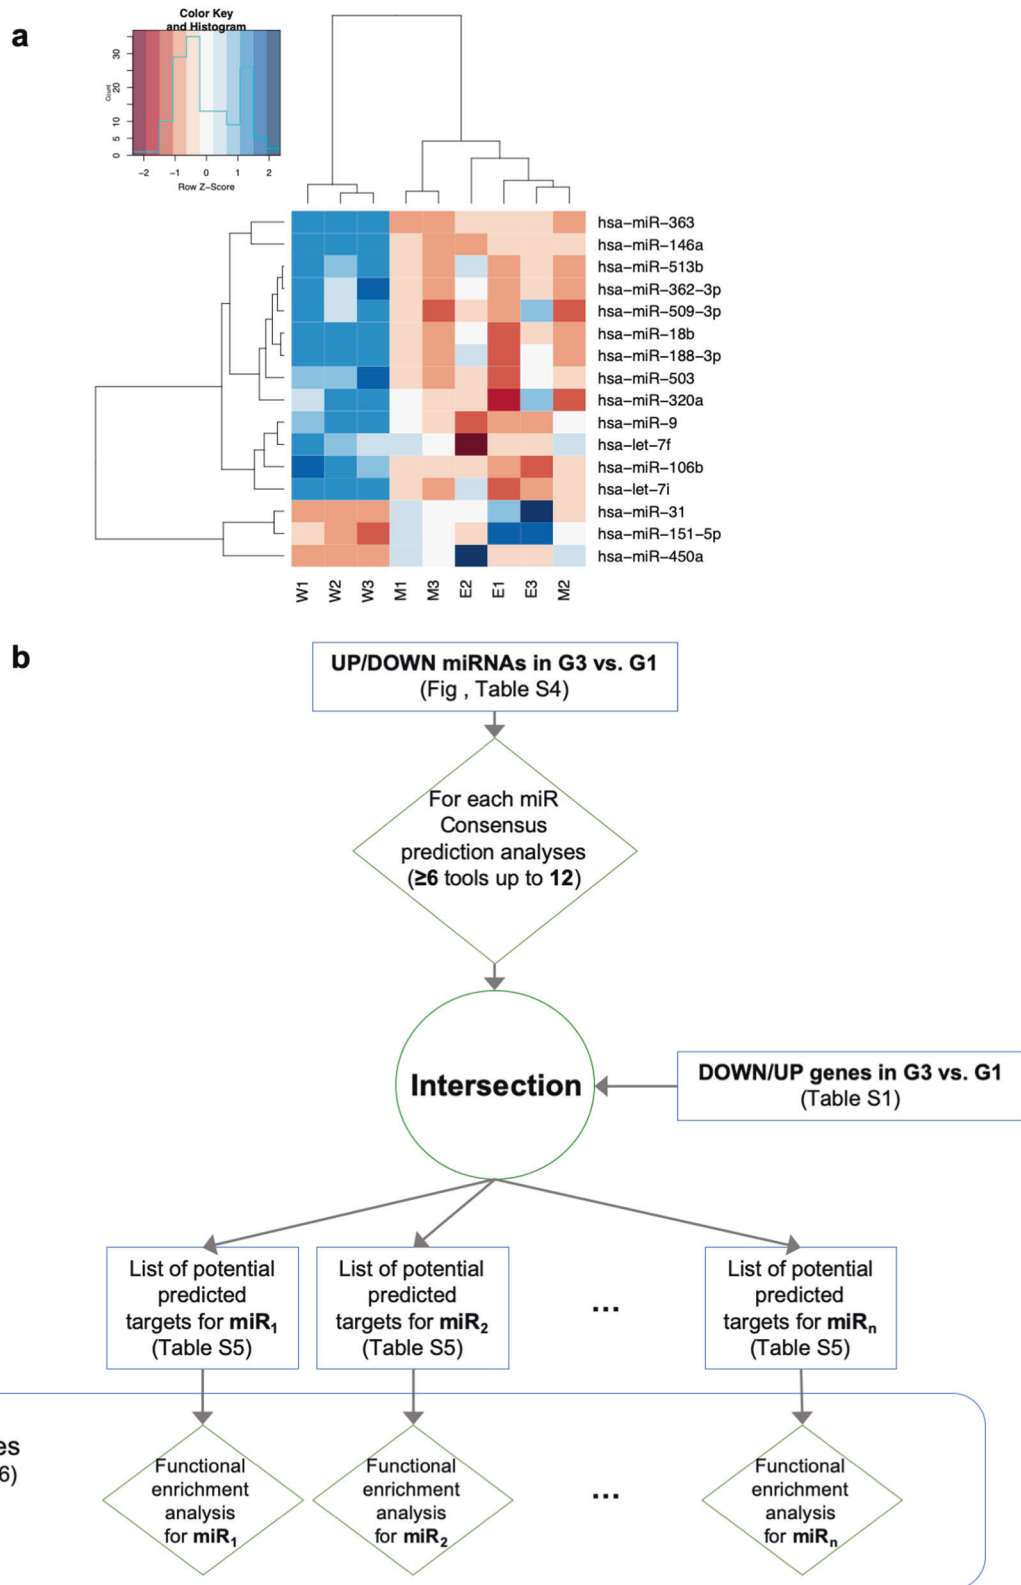 a
Color Key
and Histogram
Count
0
5
10
20
30
−2
−1
0
1
2
Row Z−Score
hsa−miR−363
hsa−miR−146a
hsa−miR−513b
hsa−miR−362−3p
hsa−miR−509−3p
hsa−miR−18b
hsa−miR−188−3p
hsa−miR−503
hsa−miR−320a
hsa−miR−9
hsa−let−7f
hsa−miR−106b
hsa−let−7i
hsa−miR−31
hsa−miR−151−5p
hsa−miR−450a
W1
W2
W3
M1
M3
E2
E1
E3
M2
b
UP/DOWN miRNAs in G3 vs. G1
(Fig , Table S4)
For each miR
Consensus
prediction analyses
(≥6 tools up to 12)
Intersection
DOWN/UP genes in G3 vs. G1
(Table S1)
List of potential
predicted
targets for miR1
(Table S5)
List of potential
predicted
targets for miR2
(Table S5)
...
List of potential
predicted
targets for miRn
(Table S5)
es
6)
Functional
enrichment
analysis
for miR1
Functional
enrichment
analysis
for miR2
...
Functional
enrichment
analysis
for miRn